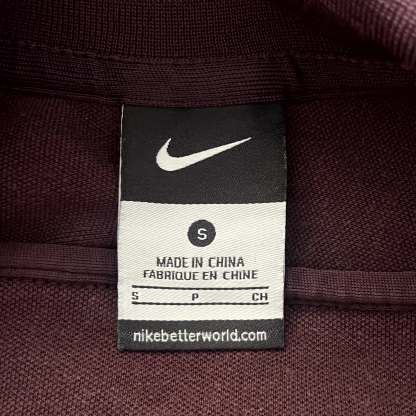 S
MADE IN CHINA
FABRIQUE EN CHINE
S P CH
nikebetterworld.com